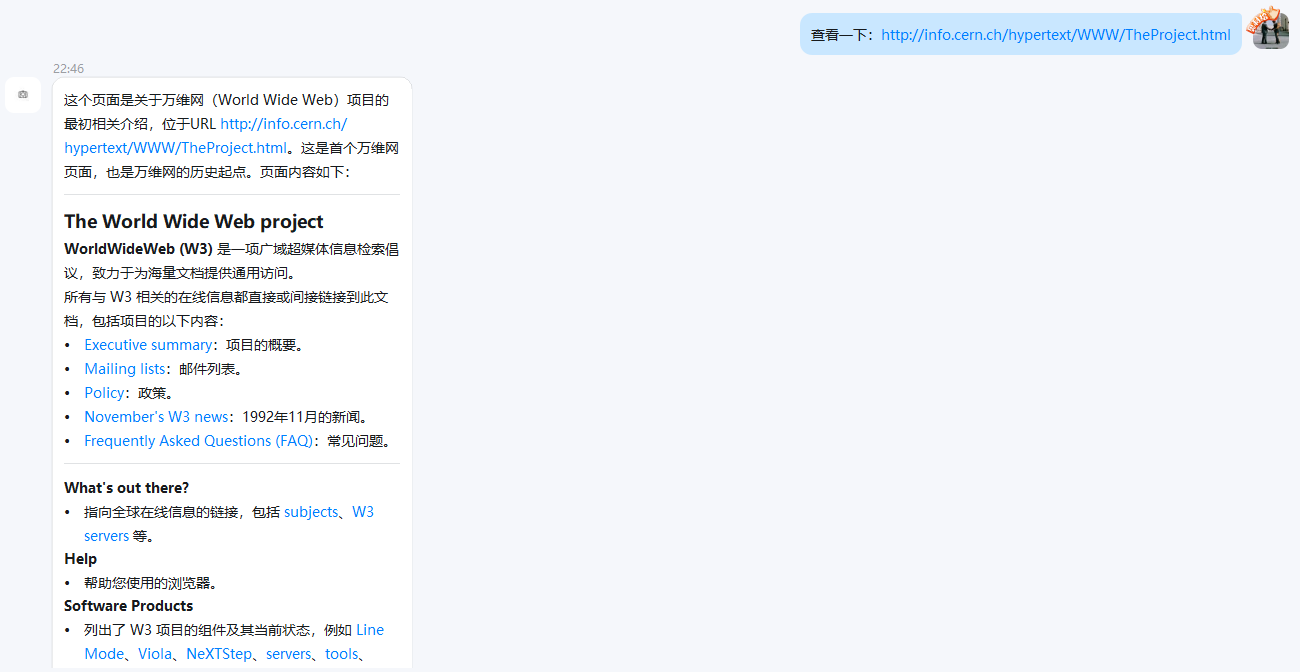 查看一下：http://info.cern.ch/hypertext/WWW/TheProject.html
22:46
这个页面是关于万维网（World Wide Web）项目的
最初相关介绍，位于URL http://info.cern.ch/
hypertext/WWW/TheProject.html。这是首个万维网
页面，也是万维网的历史起点。页面内容如下：
The World Wide Web project
WorldWideWeb (W3) 是一项广域超媒体信息检索倡
议，致力于为海量文档提供通用访问。
所有与 W3 相关的在线信息都直接或间接链接到此文
档，包括项目的以下内容：
• Executive summary：项目的概要。
• Mailing lists：邮件列表。
• Policy：政策。
• November's W3 news：1992年11月的新闻。
• Frequently Asked Questions (FAQ)：常见问题。
What's out there?
• 指向全球在线信息的链接，包括 subjects、W3
servers 等。
Help
• 帮助您使用的浏览器。
Software Products
• 列出了 W3 项目的组件及其当前状态，例如 Line
Mode、Viola、NeXTStep、servers、tools、